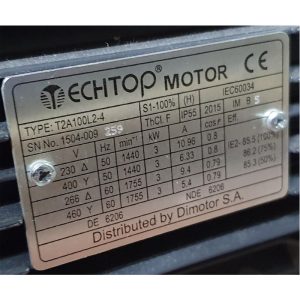 TECHTOP® MOTOR CE
TYPE: T2A100L2-4 S1-100% (H) IEC60034
SN No. 1504-009 259 ThCl F IP55 2015 IM B 5
V Hz min-1 kW A cos f Eff.
230 Δ 50 1440 3 10.96 0.8 IE2- 85.5 (100%)
400 Y 50 1440 3 6.33 0.8 86.2 (75%)
266 Δ 60 1755 3 9.4 0.79 85.3 (50%)
460 Y 60 1755 3 5.4 0.79
DE 6206 NDE 6206
Distributed by Dimotor S.A.